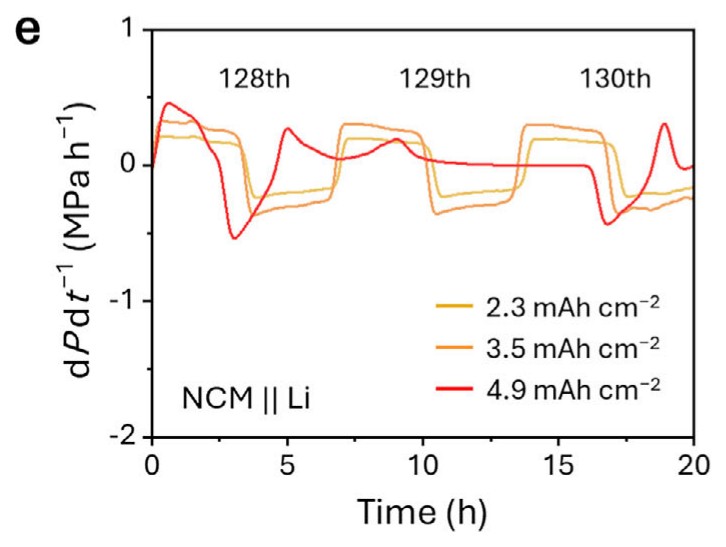 e
1
128th 129th 130th
0
dPdt⁻¹ (MPa h⁻¹)
-1
2.3 mAh cm⁻²
3.5 mAh cm⁻²
4.9 mAh cm⁻²
NCM || Li
-2
0 5 10 15 20
Time (h)